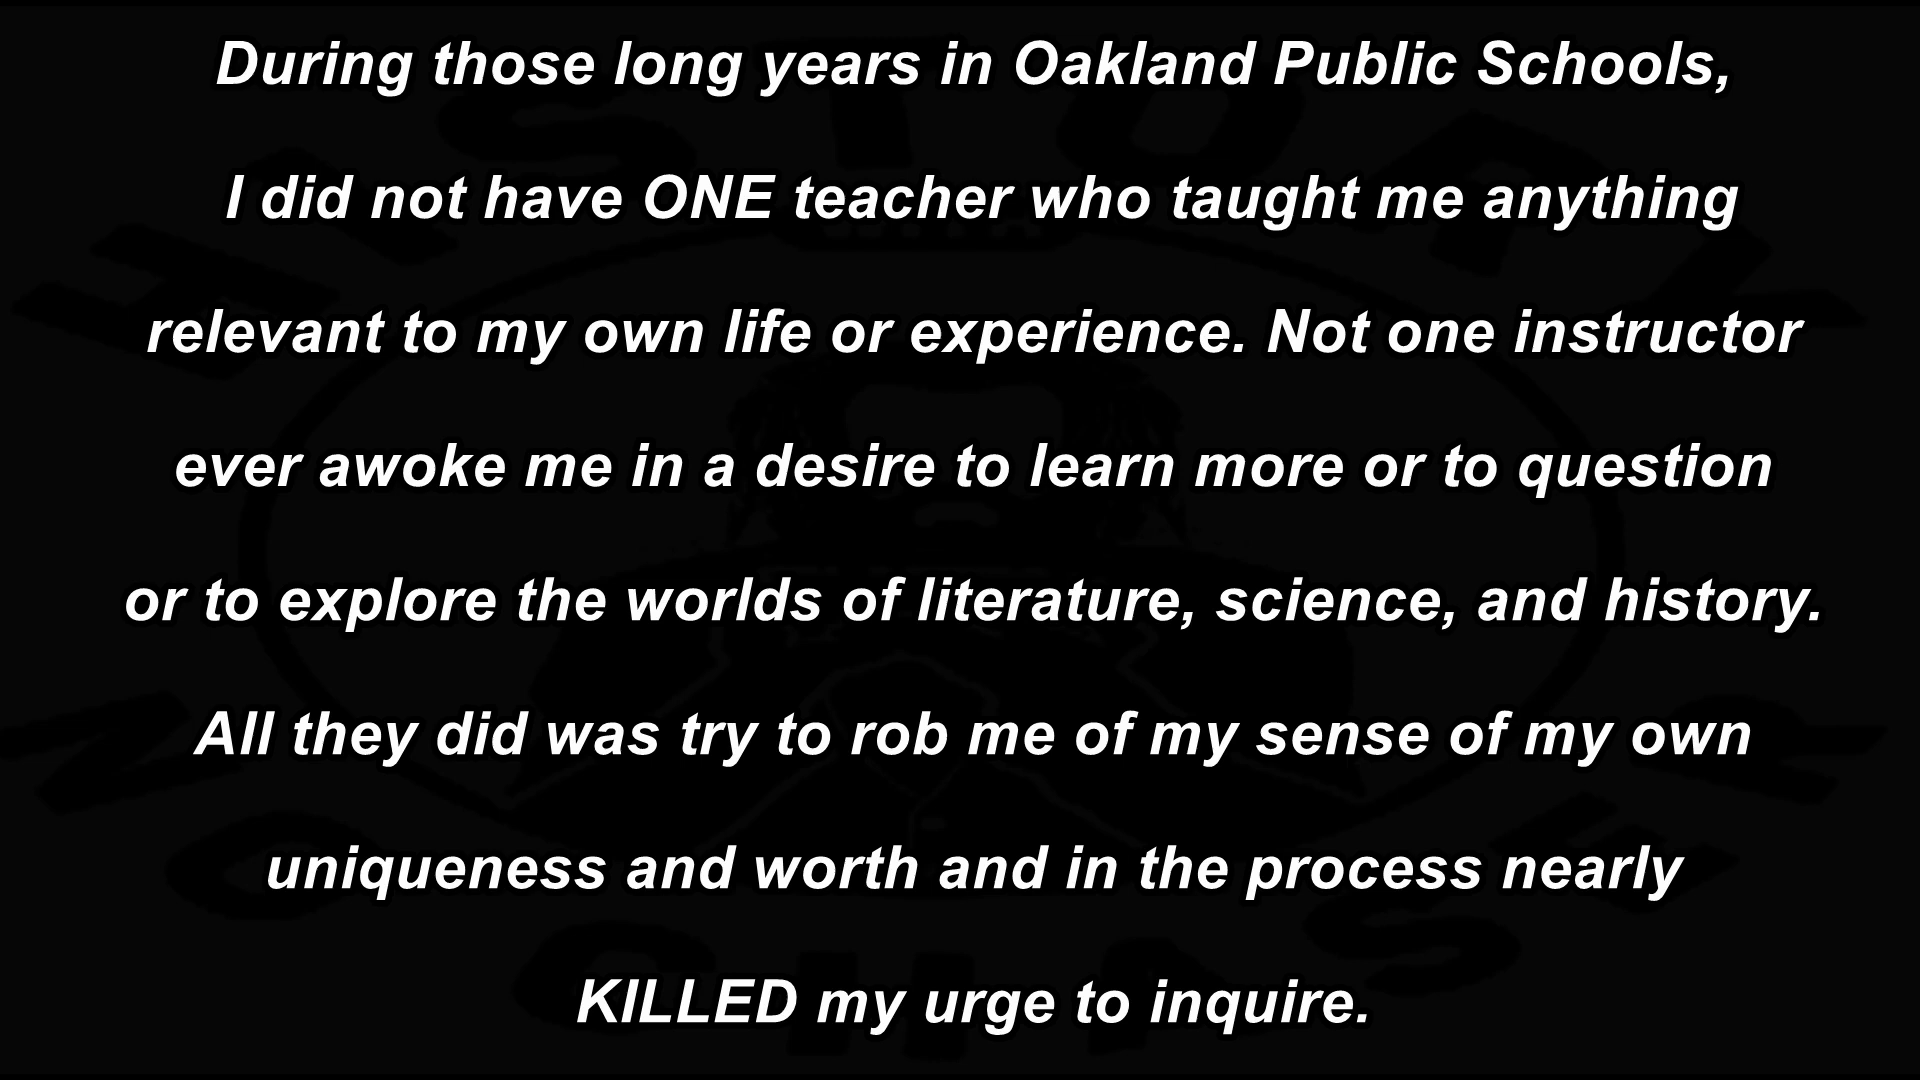 During those long years in Oakland Public Schools,
I did not have ONE teacher who taught me anything
relevant to my own life or experience. Not one instructor
ever awoke me in a desire to learn more or to question
or to explore the worlds of literature, science, and history.
All they did was try to rob me of my sense of my own
uniqueness and worth and in the process nearly
KILLED my urge to inquire.